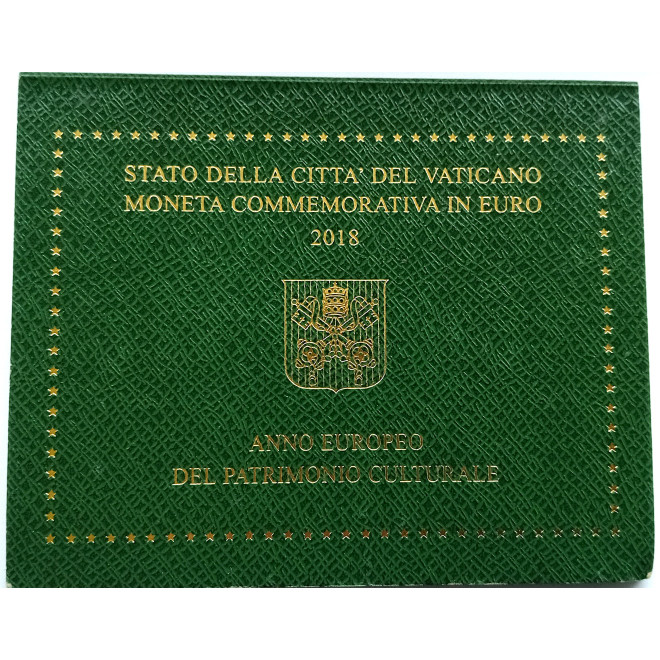 STATO DELLA CITTA' DEL VATICANO
MONETA COMMEMORATIVA IN EURO
2018
ANNO EUROPEO
DEL PATRIMONIO CULTURALE